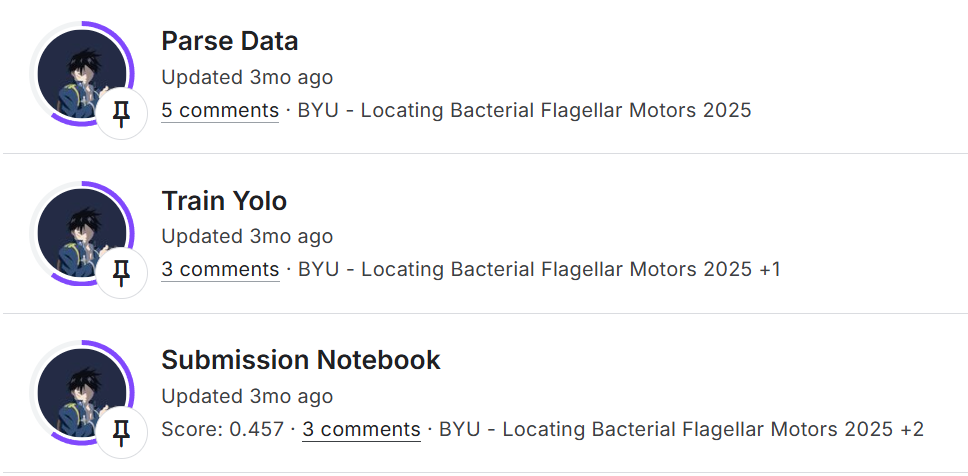 Parse Data
Updated 3mo ago
5 comments · BYU - Locating Bacterial Flagellar Motors 2025
Train Yolo
Updated 3mo ago
3 comments · BYU - Locating Bacterial Flagellar Motors 2025 +1
Submission Notebook
Updated 3mo ago
Score: 0.457 · 3 comments · BYU - Locating Bacterial Flagellar Motors 2025 +2